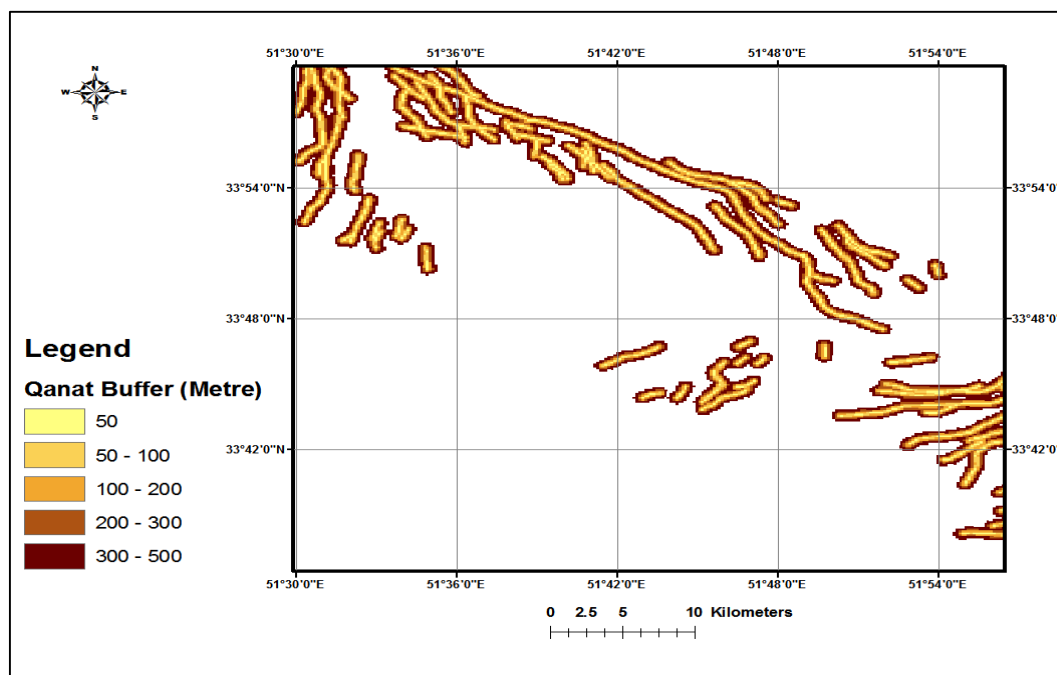 51°30'0"E 51°36'0"E 51°42'0"E 51°48'0"E 51°54'0"E
N
W E
S
33°54'0"N 33°54'0"N
33°48'0"N 33°48'0"N
Legend
Qanat Buffer (Metre)
50
50 - 100
33°42'0"N 33°42'0"N
100 - 200
200 - 300
300 - 500
51°30'0"E 51°36'0"E 51°42'0"E 51°48'0"E 51°54'0"E
0 2.5 5 10 Kilometers